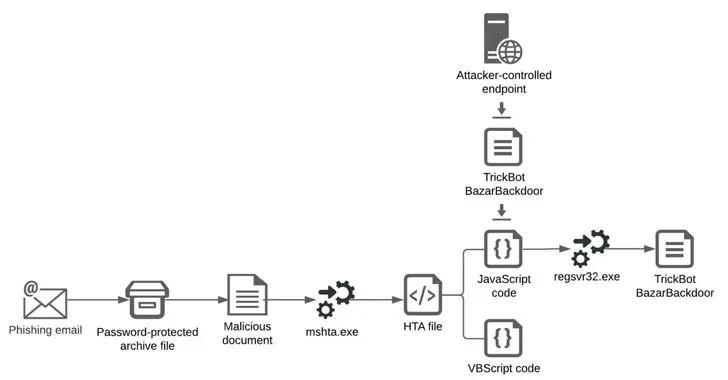 Attacker-controlled
endpoint
TrickBot
BazarBackdoor
@
Phishing email
Password-protected
archive file
Malicious
document
mshta.exe
</>
HTA file
{}
JavaScript
code
regsvr32.exe
TrickBot
BazarBackdoor
{}
VBScript code